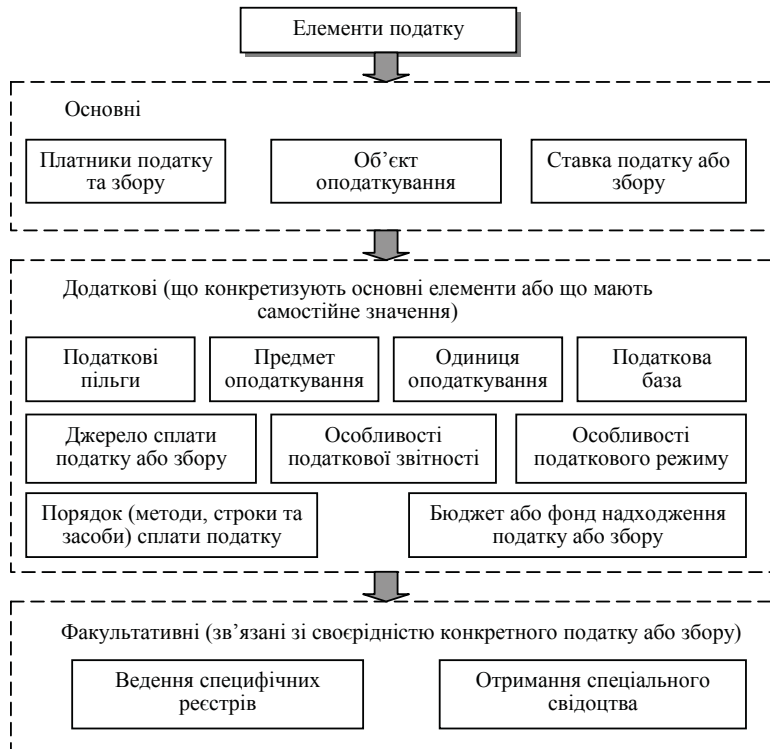 Елементи податку
Основні
Платники податку
та збору
Об’єкт
оподаткування
Ставка податку або
збору
Додаткові (що конкретизують основні елементи або що мають
самостійне значення)
Податкові
пільги
Предмет
оподаткування
Одиниця
оподаткування
Податкова
база
Джерело сплати
податку або збору
Особливості
податкової звітності
Особливості
податкового режиму
Порядок (методи, строки та
засоби) сплати податку
Бюджет або фонд надходження
податку або збору
Факультативні (зв’язані зі своєрідністю конкретного податку або збору)
Ведення специфічних
реєстрів
Отримання спеціального
свідоцтва